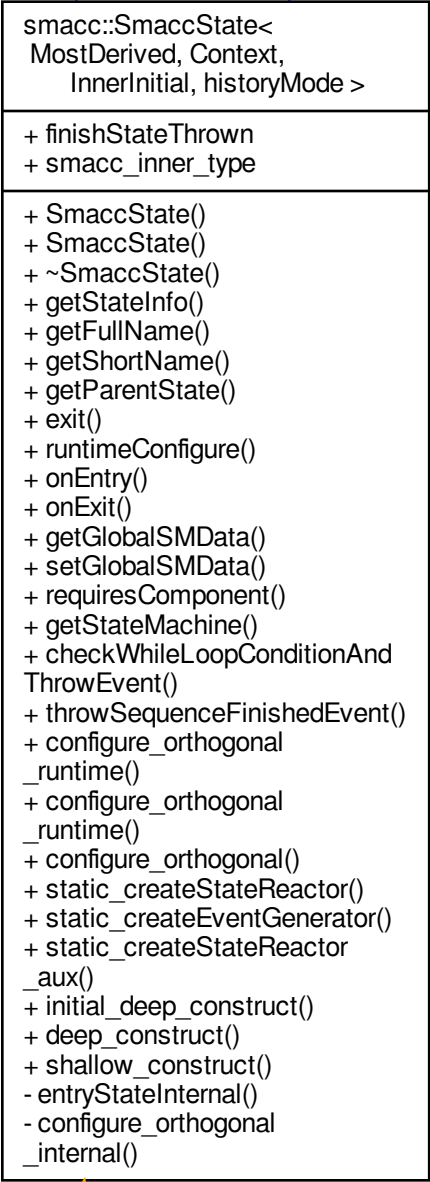 smacc::SmaccState<
MostDerived, Context,
InnerInitial, historyMode >
+ finishStateThrown
+ smacc_inner_type
+ SmaccState()
+ SmaccState()
+ ~SmaccState()
+ getStateInfo()
+ getFullName()
+ getShortName()
+ getParentState()
+ exit()
+ runtimeConfigure()
+ onEntry()
+ onExit()
+ getGlobalSMData()
+ setGlobalSMData()
+ requiresComponent()
+ getStateMachine()
+ checkWhileLoopConditionAnd
ThrowEvent()
+ throwSequenceFinishedEvent()
+ configure_orthogonal
_runtime()
+ configure_orthogonal
_runtime()
+ configure_orthogonal()
+ static_createStateReactor()
+ static_createEventGenerator()
+ static_createStateReactor
_aux()
+ initial_deep_construct()
+ deep_construct()
+ shallow_construct()
- entryStateInternal()
- configure_orthogonal
_internal()